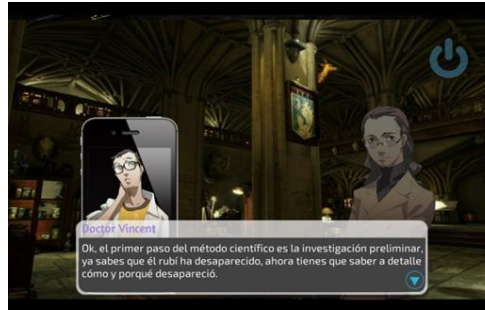 Doctor Vincent
Ok, el primer paso del método científico es la investigación preliminar,
ya sabes que él rubí ha desaparecido, ahora tienes que saber a detalle
cómo y porqué desapareció.